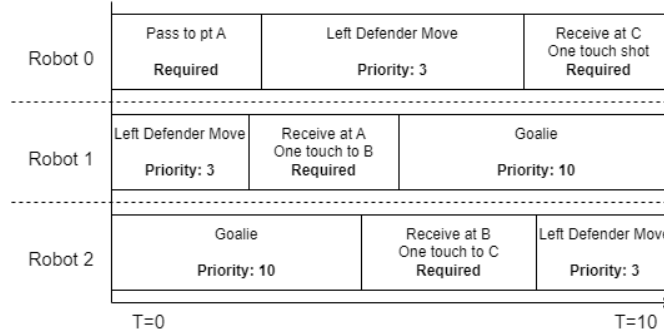 Robot 0
Pass to pt A
Required
Left Defender Move
Priority: 3
Receive at C
One touch shot
Required
Robot 1
Left Defender Move
Priority: 3
Receive at A
One touch to B
Required
Goalie
Priority: 10
Robot 2
Goalie
Priority: 10
Receive at B
One touch to C
Required
Left Defender Move
Priority: 3
T=0
T=10